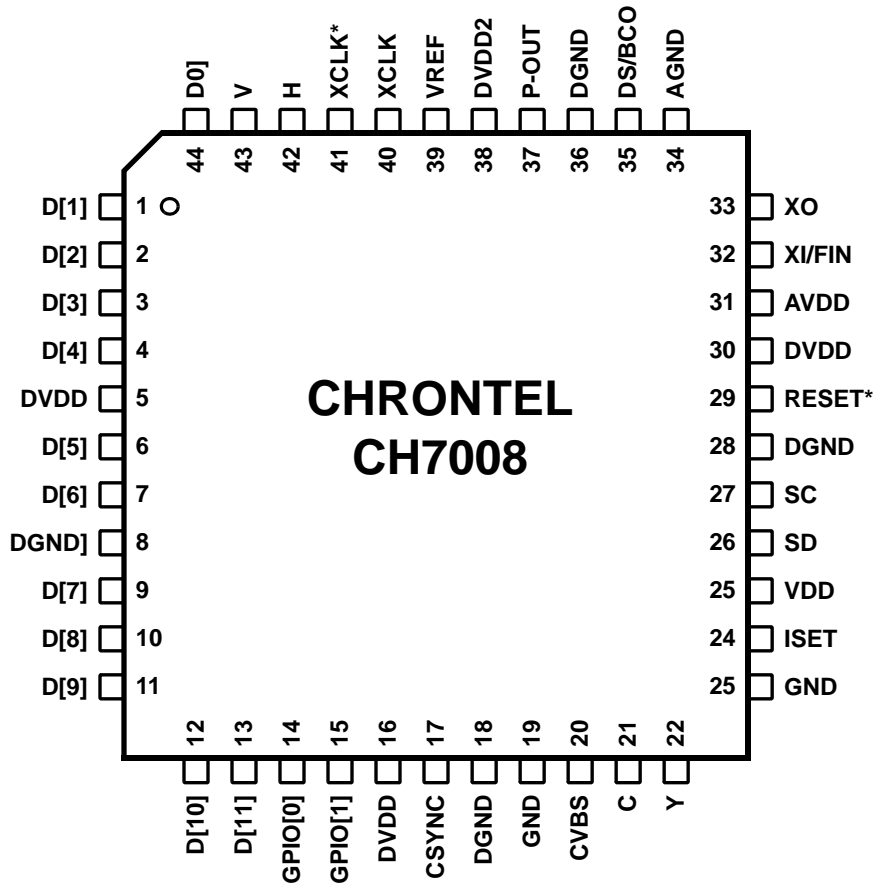 D0]
V
H
XCLK*
XCLK
VREF
DVDD2
P-OUT
DGND
DS/BCO
AGND
44
43
42
41
40
39
38
37
36
35
34
D[1] 1
D[2] 2
D[3] 3
D[4] 4
DVDD 5
D[5] 6
D[6] 7
DGND] 8
D[7] 9
D[8] 10
D[9] 11
CHRONTEL
CH7008
33 XO
32 XI/FIN
31 AVDD
30 DVDD
29 RESET*
28 DGND
27 SC
26 SD
25 VDD
24 ISET
25 GND
12
13
14
15
16
17
18
19
20
21
22
D[10]
D[11]
GPIO[0]
GPIO[1]
DVDD
CSYNC
DGND
GND
CVBS
C
Y